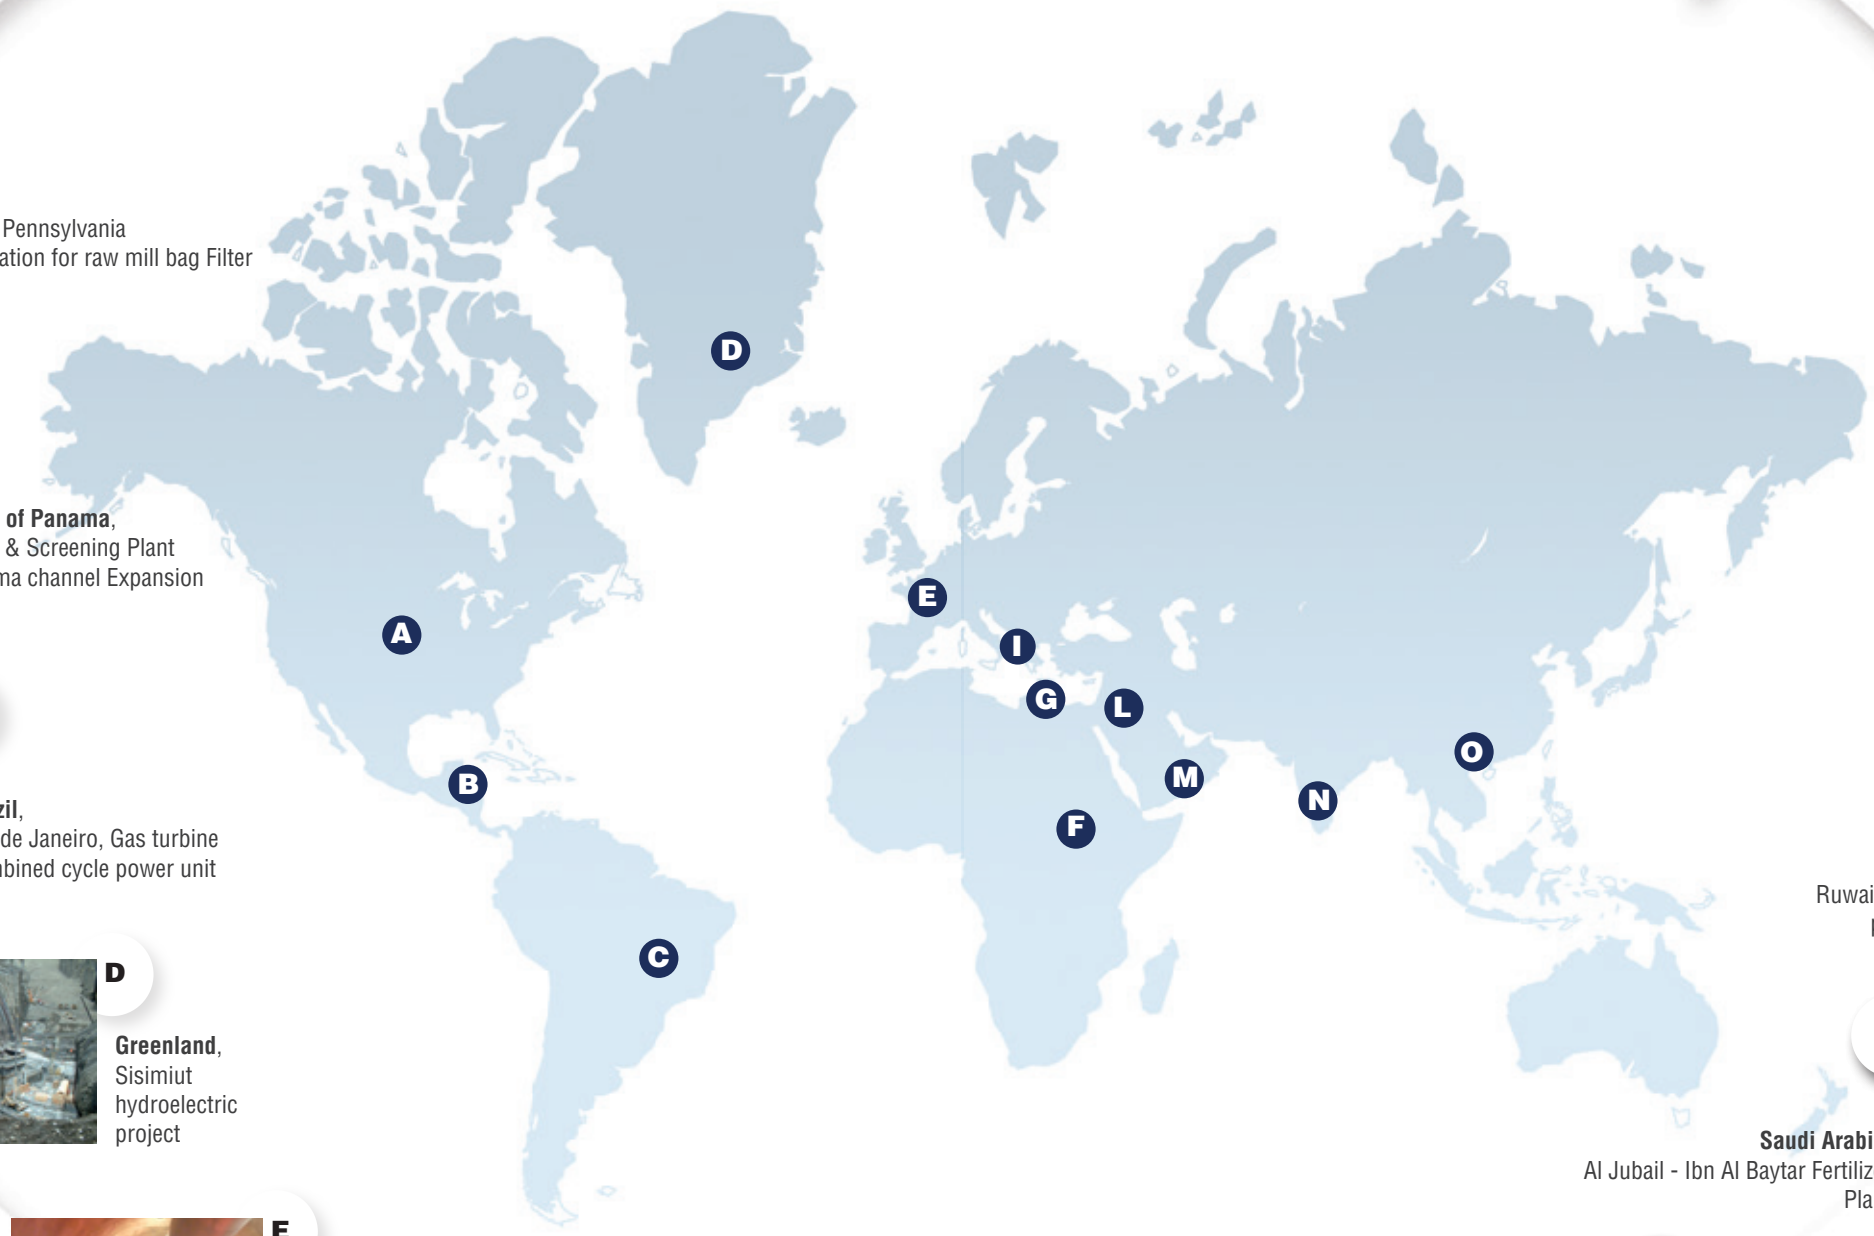 Pennsylvania
ation for raw mill bag Filter
of Panama,
& Screening Plant
ma channel Expansion
zil,
de Janeiro, Gas turbine
bined cycle power unit
D
Greenland,
Sisimiut
hydroelectric
project
E
D
E
A
I
G
L
B
O
M
N
F
C
Ruwai
Saudi Arabi
Al Jubail - Ibn Al Baytar Fertiliz
Pla